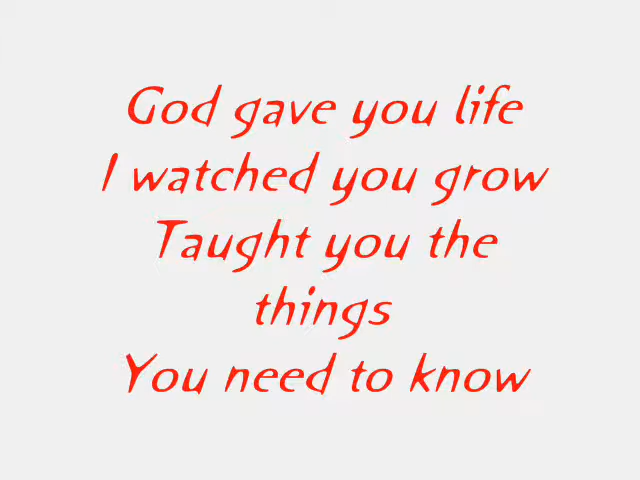 God gave you life
I watched you grow
Taught you the
things
You need to know